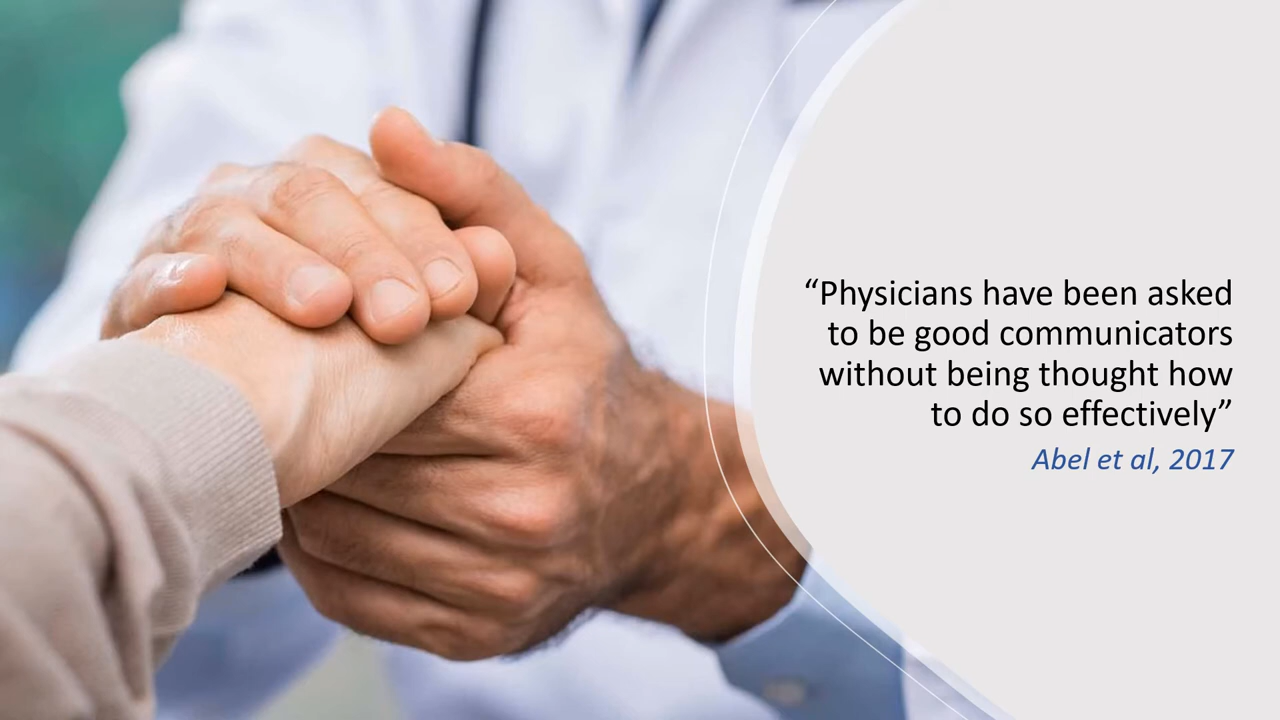 “Physicians have been asked
to be good communicators
without being thought how
to do so effectively”
Abel et al, 2017